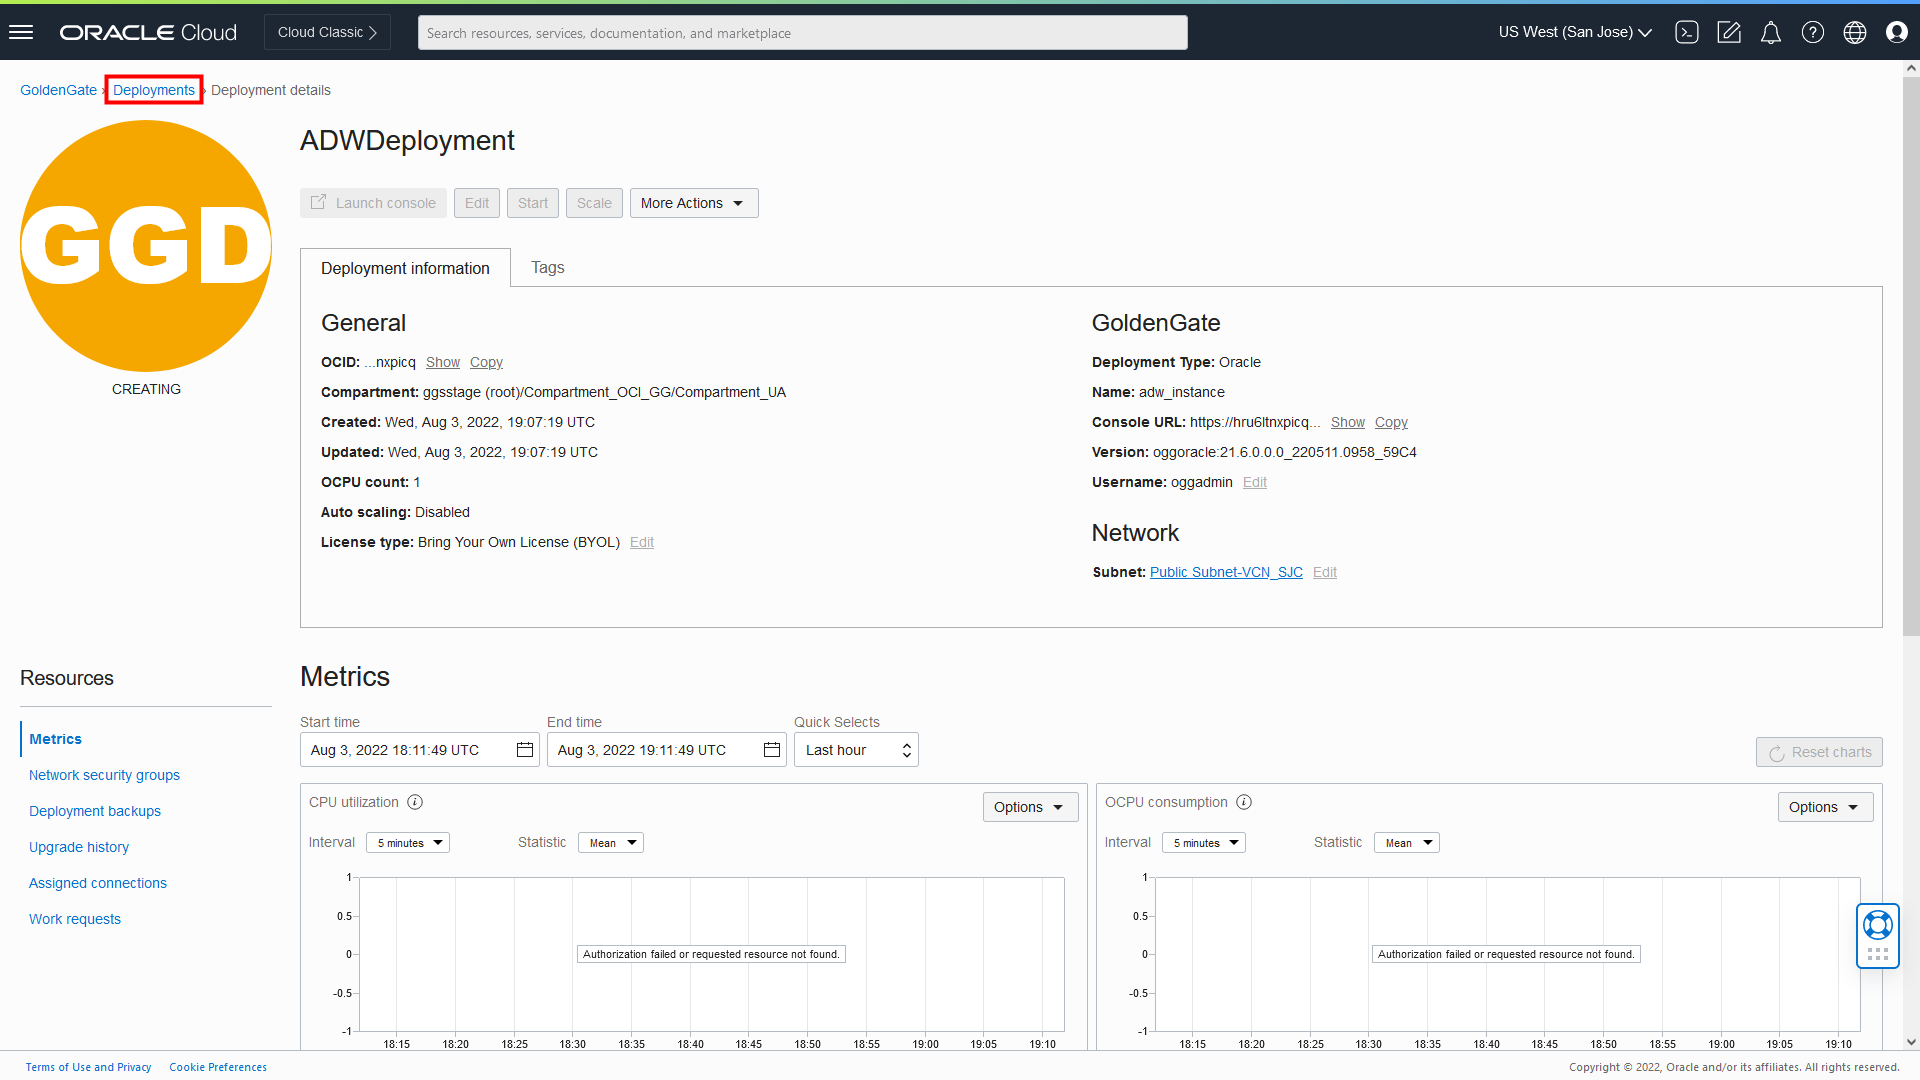 ORACLE Cloud
Cloud Classic
Search resources, services, documentation, and marketplace
US West (San Jose)
GoldenGate › Deployments › Deployment details
GGD
CREATING
ADWDeployment
Launch console
Edit
Start
Scale
More Actions
Deployment information
Tags
General
OCID: ...nxpicq Show Copy
Compartment: ggsstage (root)/Compartment_OCI_GG/Compartment_UA
Created: Wed, Aug 3, 2022, 19:07:19 UTC
Updated: Wed, Aug 3, 2022, 19:07:19 UTC
OCPU count: 1
Auto scaling: Disabled
License type: Bring Your Own License (BYOL) Edit
GoldenGate
Deployment Type: Oracle
Name: adw_instance
Console URL: https://hru6ltnxpicq... Show Copy
Version: oggoracle:21.6.0.0.0_220511.0958_59C4
Username: oggadmin Edit
Network
Subnet: Public Subnet-VCN_SJC Edit
Resources
Metrics
Network security groups
Deployment backups
Upgrade history
Assigned connections
Work requests
Metrics
Start time
Aug 3, 2022 18:11:49 UTC
End time
Aug 3, 2022 19:11:49 UTC
Quick Selects
Last hour
Reset charts
CPU utilization
Options
Interval 5 minutes
Statistic Mean
1
0.5
0
-0.5
-1
Authorization failed or requested resource not found.
18:15 18:20 18:25 18:30 18:35 18:40 18:45 18:50 18:55 19:00 19:05 19:10
OCPU consumption
Options
Interval 5 minutes
Statistic Mean
1
0.5
0
-0.5
-1
Authorization failed or requested resource not found.
18:15 18:20 18:25 18:30 18:35 18:40 18:45 18:50 18:55 19:00 19:05 19:10
Terms of Use and Privacy
Cookie Preferences
Copyright © 2022, Oracle and/or its affiliates. All rights reserved.